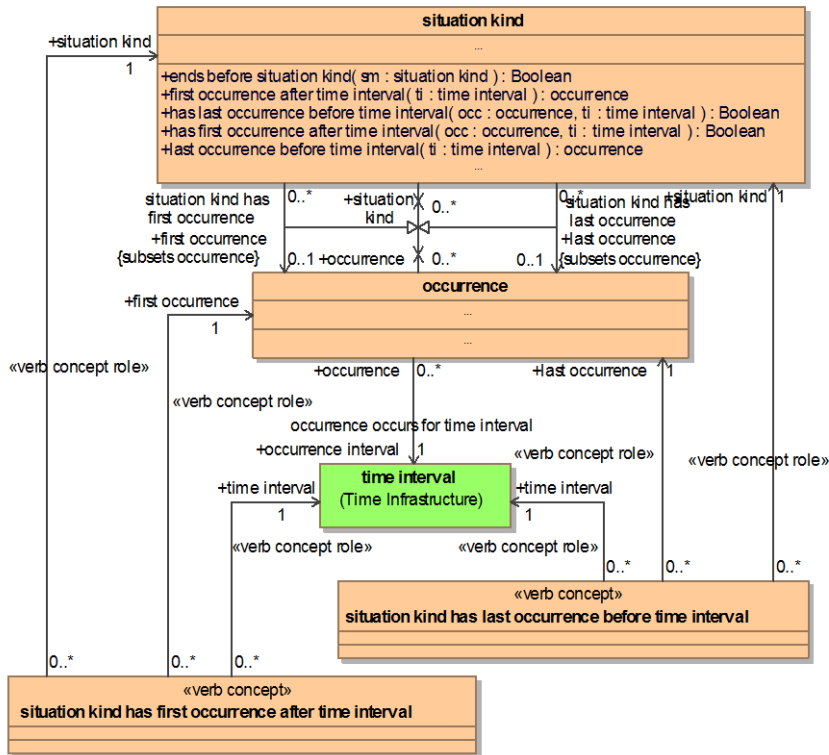 situation kind
...
+ends before situation kind( sm : situation kind ) : Boolean
+first occurrence after time interval( ti : time interval ) : occurrence
+has last occurrence before time interval( occ : occurrence, ti : time interval ) : Boolean
+has first occurrence after time interval( occ : occurrence, ti : time interval ) : Boolean
+last occurrence before time interval( ti : time interval ) : occurrence
...
+situation kind
1
situation kind has
first occurrence
0..*
+situation
kind
0..*
0..*
situation kind has
last occurrence
+situation kind
1
+first occurrence
{subsets occurrence}
0..1
+occurrence
0..*
0..1
+last occurrence
{subsets occurrence}
occurrence
...
...
+first occurrence
1
«verb concept role»
«verb concept role»
+occurrence
0..*
+last occurrence
1
occurrence occurs for time interval
+occurrence interval
1
«verb concept role»
«verb concept role»
time interval
(Time Infrastructure)
+time interval
1
+time interval
1
«verb concept role»
«verb concept role»
0..*
0..*
0..*
«verb concept»
situation kind has last occurrence before time interval
0..*
0..*
0..*
«verb concept»
situation kind has first occurrence after time interval